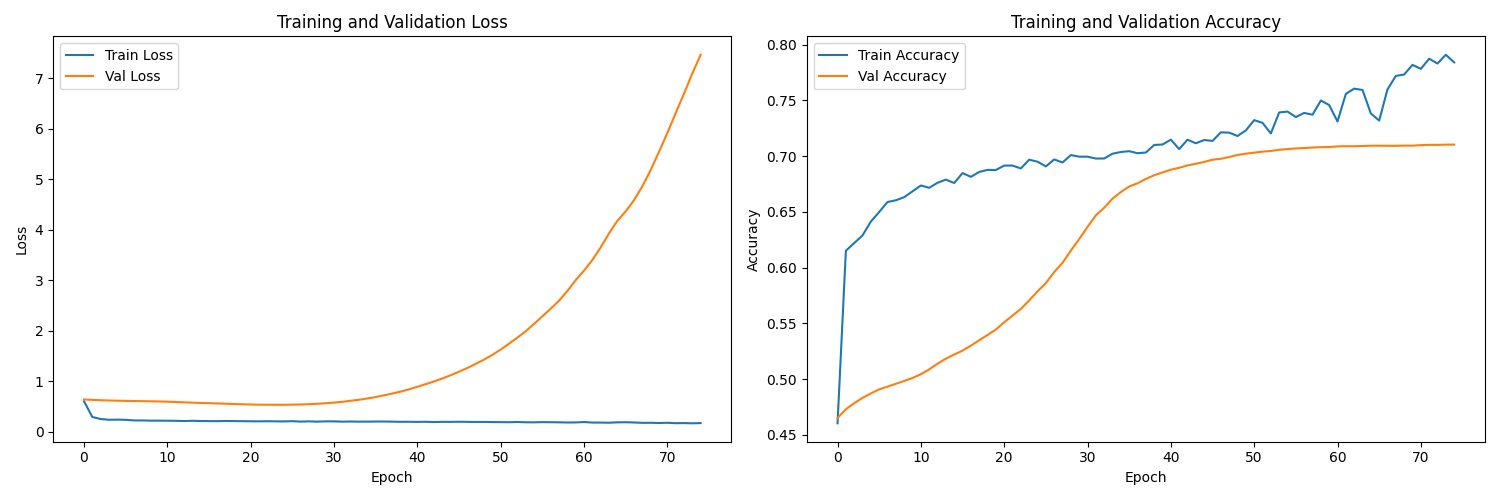 Training and Validation Loss
Train Loss
Val Loss
7
6
5
4
3
2
1
0
Loss
0 10 20 30 40 50 60 70
Epoch
Training and Validation Accuracy
Train Accuracy
Val Accuracy
0.80
0.75
0.70
0.65
0.60
0.55
0.50
0.45
Accuracy
0 10 20 30 40 50 60 70
Epoch